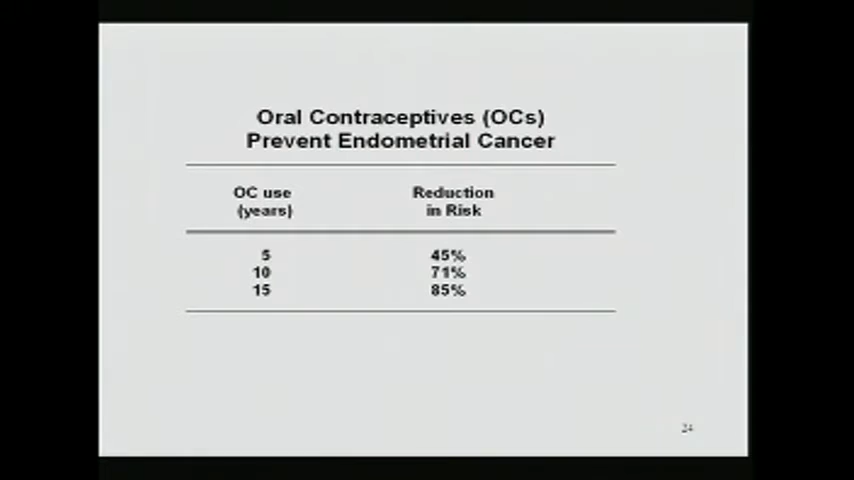 Oral Contraceptives (OCs)
Prevent Endometrial Cancer
OC use Reduction
(years) in Risk
5 45%
10 71%
15 85%
24